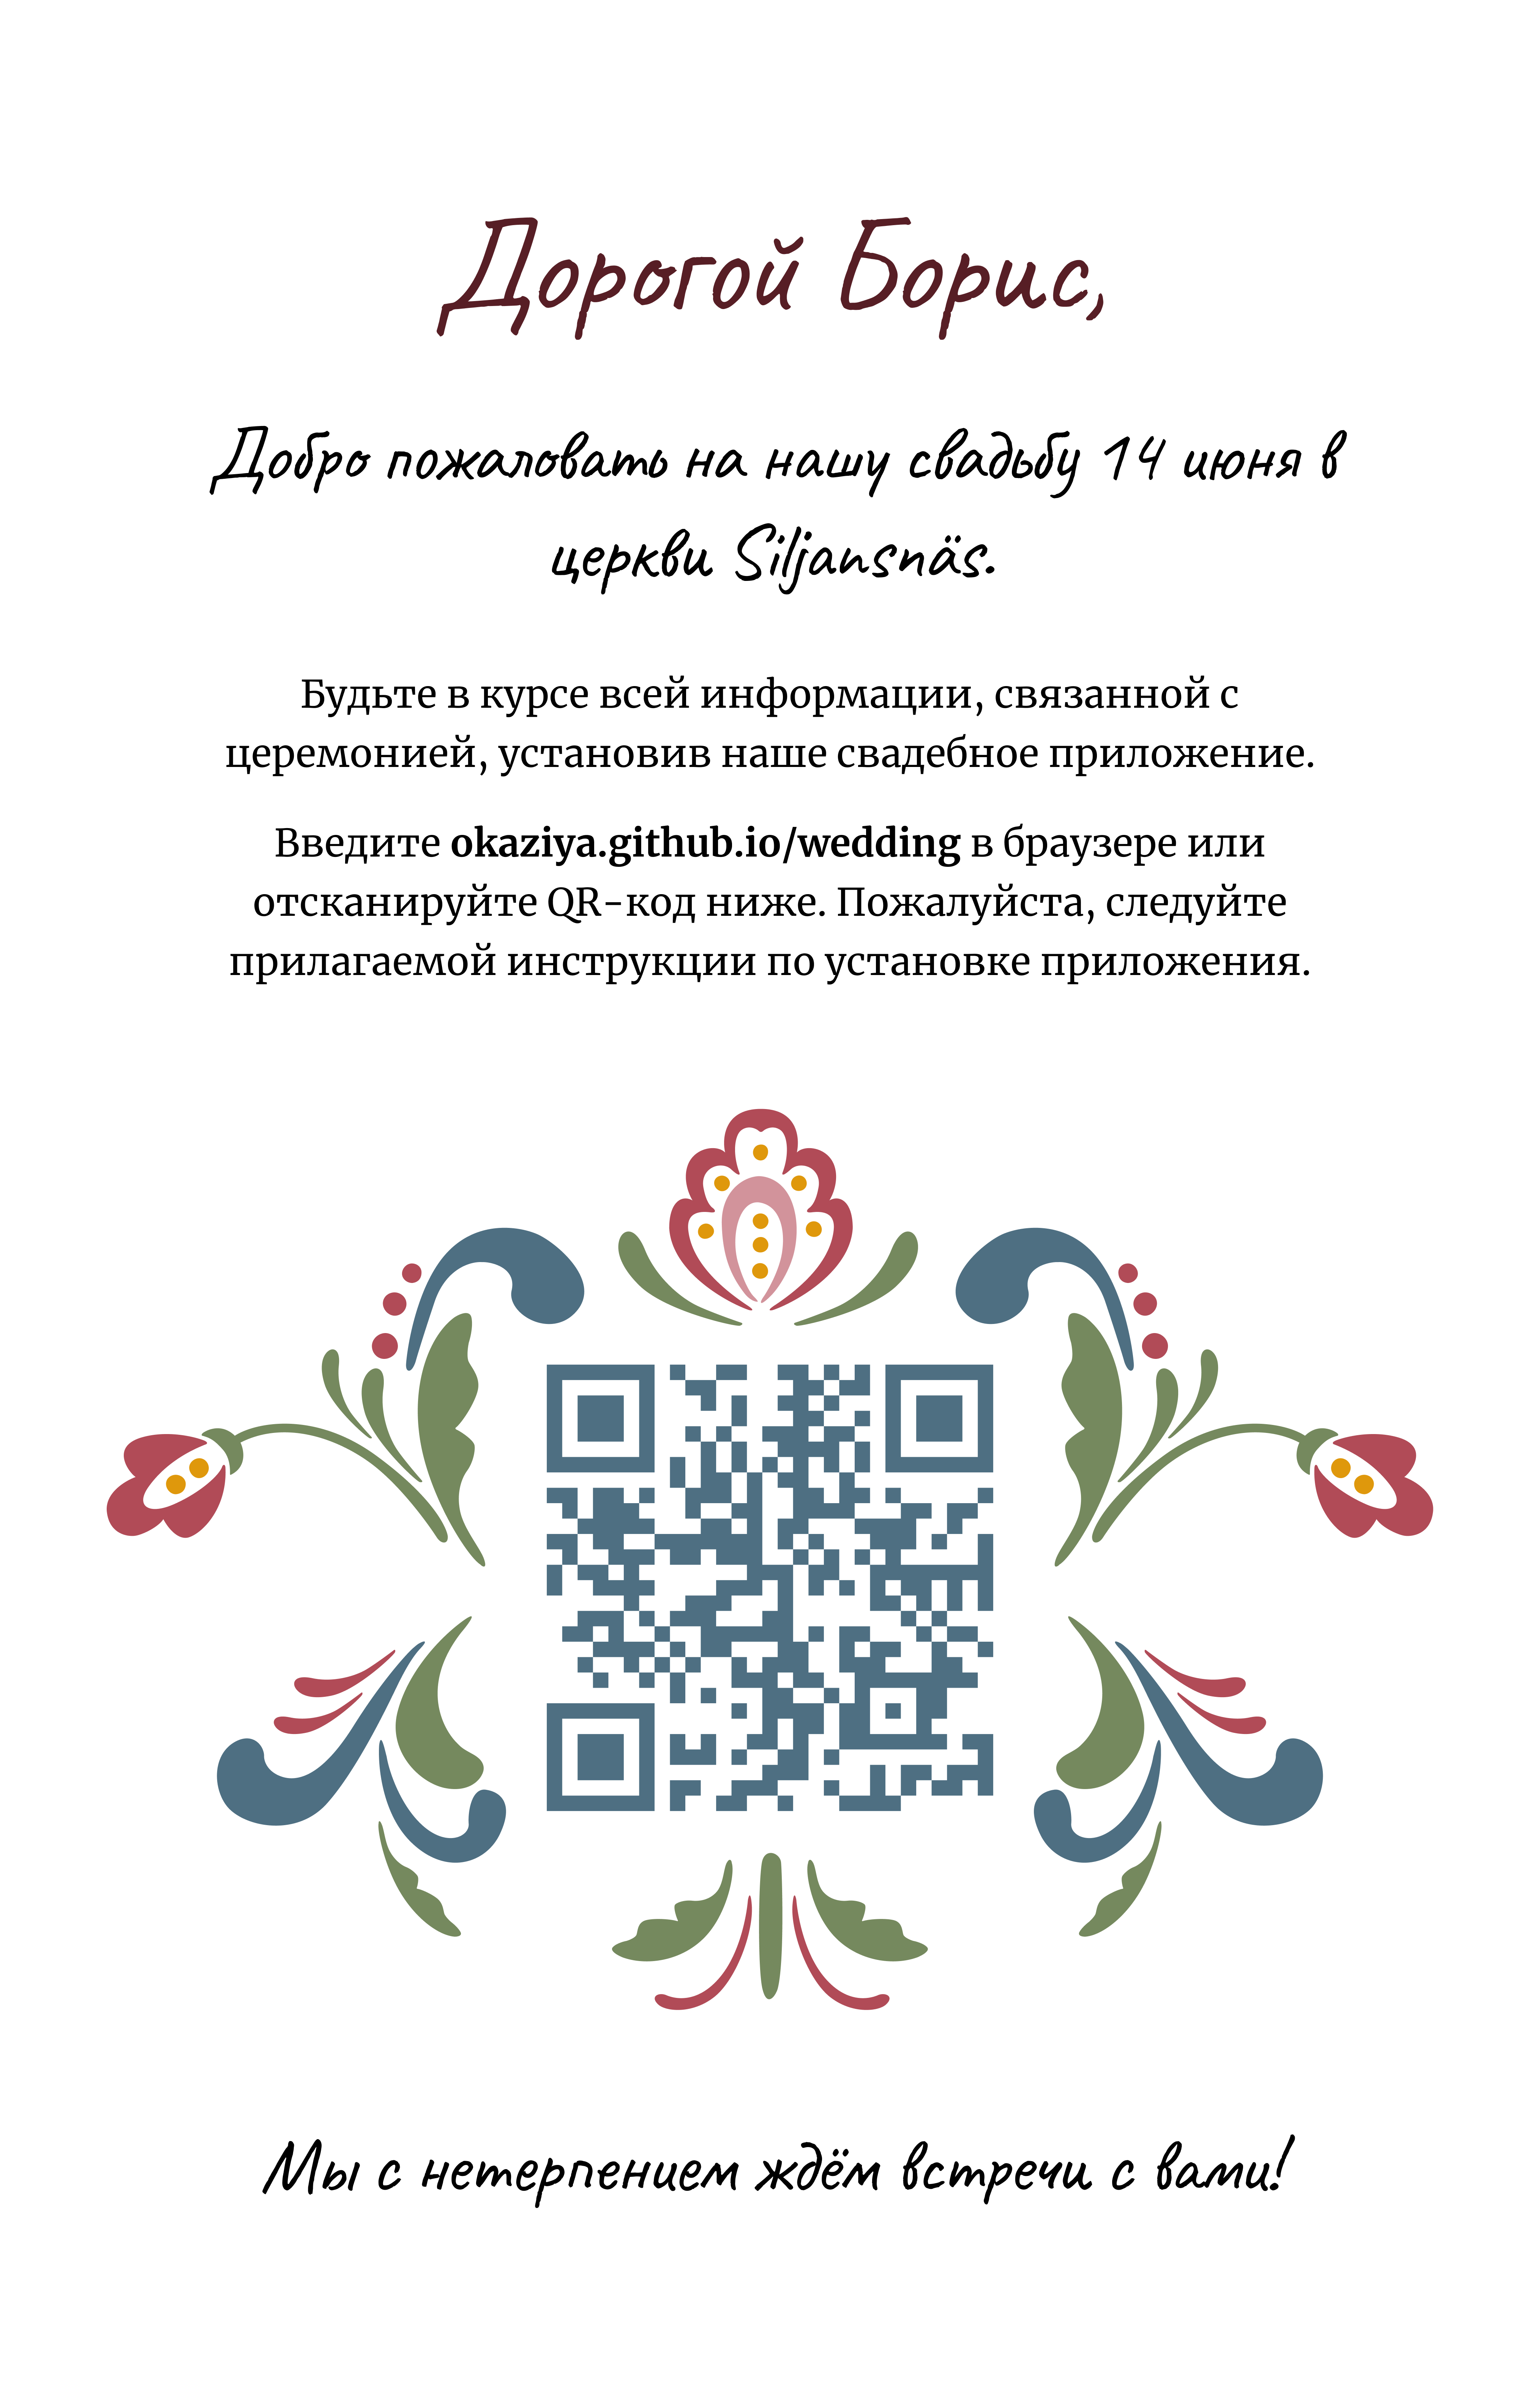 Дорогой Борис,
Добро пожаловать на нашу свадьбу 14 июня в
церкви Siljansnäs.
Будьте в курсе всей информации, связанной с
церемонией, установив наше свадебное приложение.
Введите okaziya.github.io/wedding в браузере или
отсканируйте QR-код ниже. Пожалуйста, следуйте
прилагаемой инструкции по установке приложения.
Мы с нетерпением ждём встречи с вами!